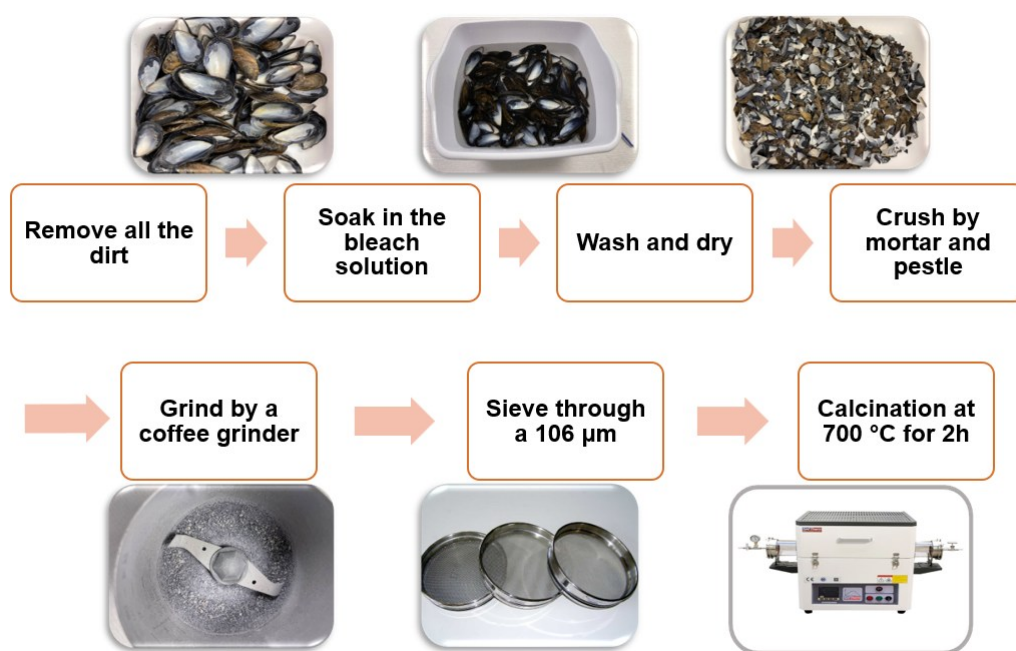 Remove all the
dirt
Soak in the
bleach
solution
Wash and dry
Crush by
mortar and
pestle
Grind by a
coffee grinder
Sieve through
a 106 µm
Calcination at
700 °C for 2h